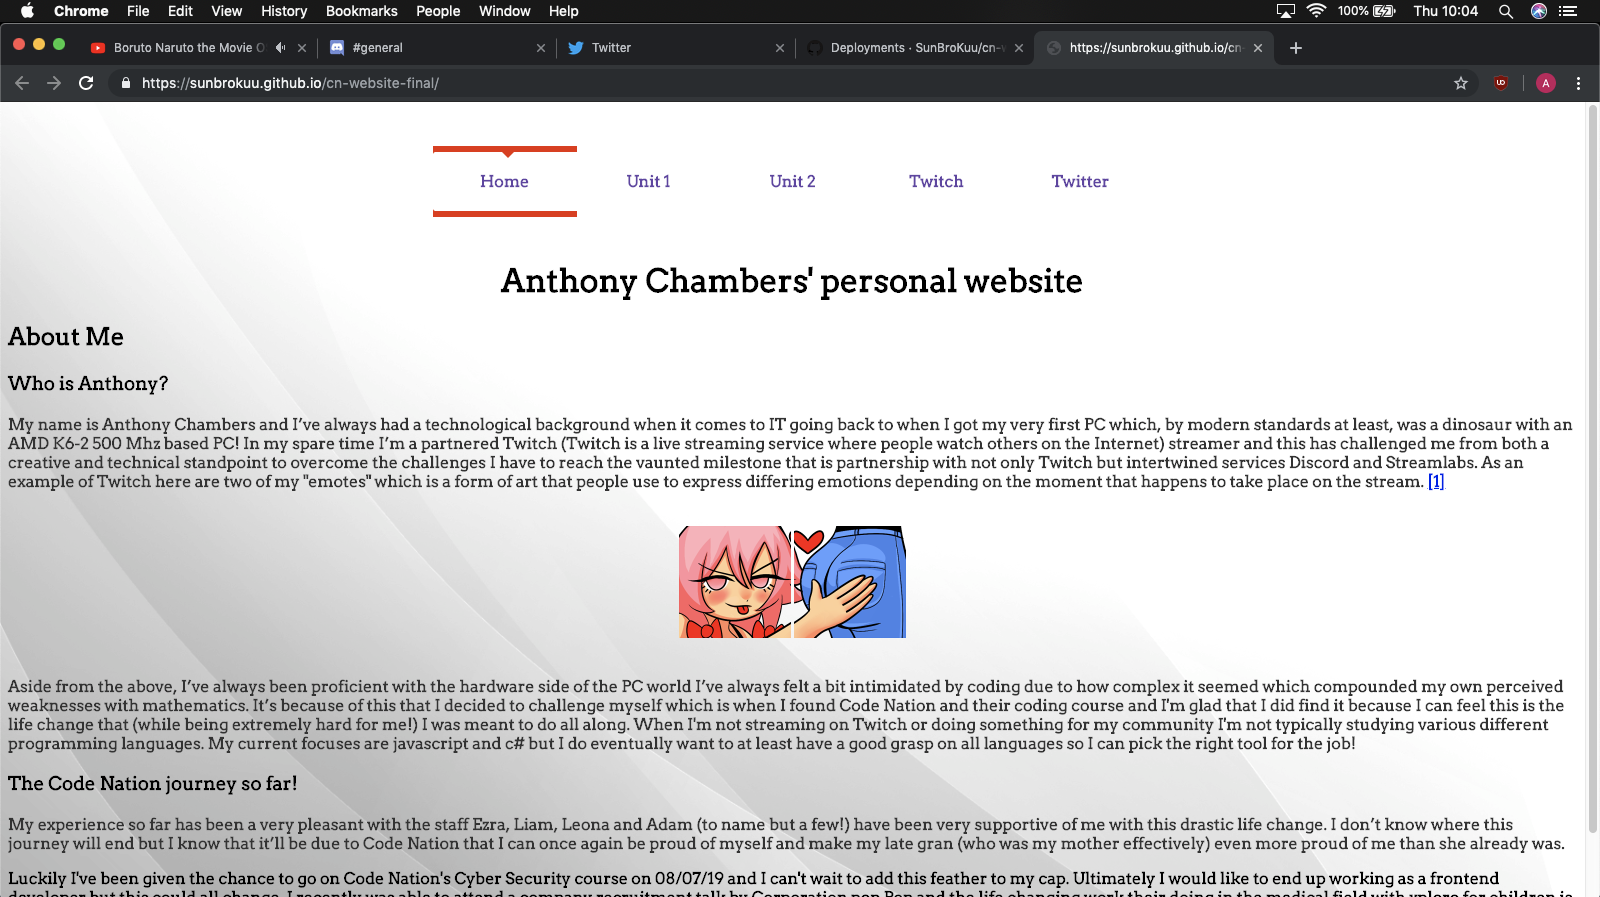 Chrome File Edit View History Bookmarks People Window Help 100% Thu 10:04
Boruto Naruto the Movie #general Twitter Deployments · SunBroKuu/cn- https://sunbrokuu.github.io/cn-
https://sunbrokuu.github.io/cn-website-final/ A
Home Unit 1 Unit 2 Twitch Twitter
Anthony Chambers' personal website
About Me
Who is Anthony?
My name is Anthony Chambers and I’ve always had a technological background when it comes to IT going back to when I got my very first PC which, by modern standards at least, was a dinosaur with an
AMD K6-2 500 Mhz based PC! In my spare time I’m a partnered Twitch (Twitch is a live streaming service where people watch others on the Internet) streamer and this has challenged me from both a
creative and technical standpoint to overcome the challenges I have to reach the vaunted milestone that is partnership with not only Twitch but intertwined services Discord and Streamlabs. As an
example of Twitch here are two of my "emotes" which is a form of art that people use to express differing emotions depending on the moment that happens to take place on the stream. [1]
Aside from the above, I’ve always been proficient with the hardware side of the PC world I’ve always felt a bit intimidated by coding due to how complex it seemed which compounded my own perceived
weaknesses with mathematics. It’s because of this that I decided to challenge myself which is when I found Code Nation and their coding course and I'm glad that I did find it because I can feel this is the
life change that (while being extremely hard for me!) I was meant to do all along. When I'm not streaming on Twitch or doing something for my community I'm not typically studying various different
programming languages. My current focuses are javascript and c# but I do eventually want to at least have a good grasp on all languages so I can pick the right tool for the job!
The Code Nation journey so far!
My experience so far has been a very pleasant with the staff Ezra, Liam, Leona and Adam (to name but a few!) have been very supportive of me with this drastic life change. I don’t know where this
journey will end but I know that it’ll be due to Code Nation that I can once again be proud of myself and make my late gran (who was my mother effectively) even more proud of me than she already was.
Luckily I've been given the chance to go on Code Nation's Cyber Security course on 08/07/19 and I can't wait to add this feather to my cap. Ultimately I would like to end up working as a frontend